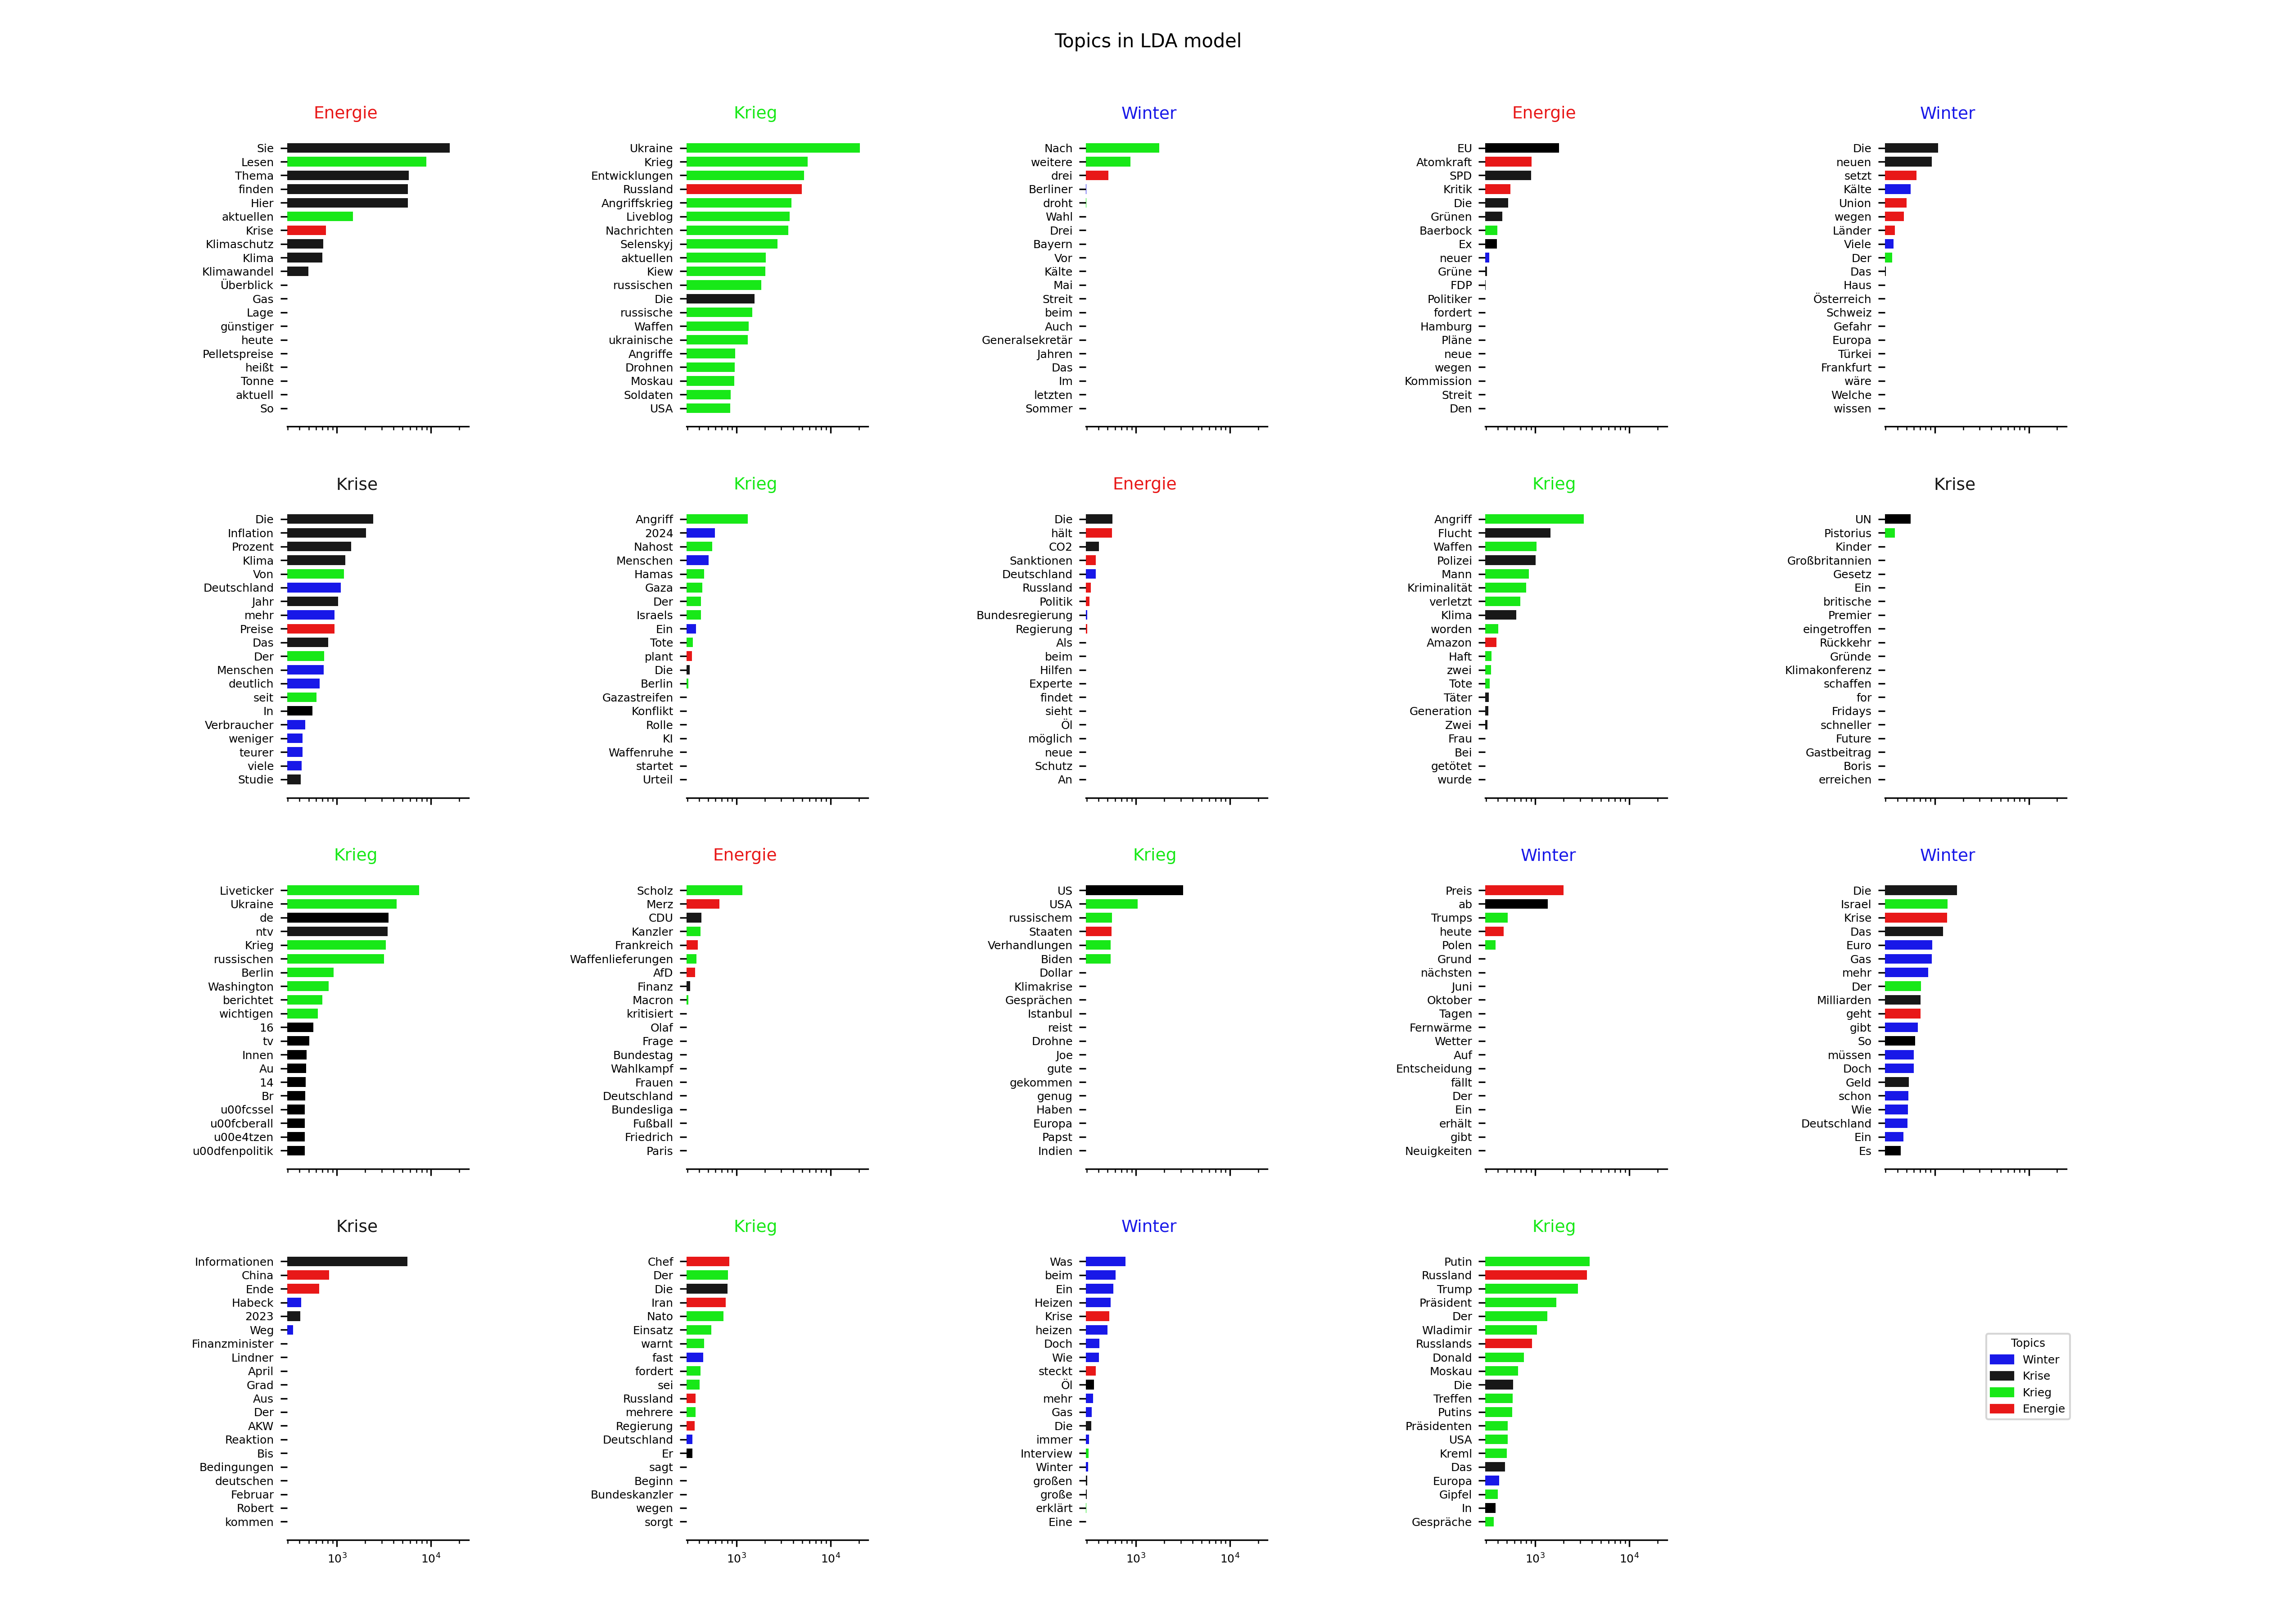 Topics in LDA model
Energie
Sie
Lesen
Thema
finden
Hier
aktuellen
Krise
Klimaschutz
Klima
Klimawandel
Überblick
Gas
Lage
günstiger
heute
Pelletspreise
heißt
Tonne
aktuell
So
Krieg
Ukraine
Krieg
Entwicklungen
Russland
Angriffskrieg
Liveblog
Nachrichten
Selenskyj
aktuellen
Kiew
russischen
Die
russische
Waffen
ukrainische
Angriffe
Drohnen
Moskau
Soldaten
USA
Winter
Nach
weitere
drei
Berliner
droht
Wahl
Drei
Bayern
Vor
Kälte
Mai
Streit
beim
Auch
Generalsekretär
Jahren
Das
Im
letzten
Sommer
Energie
EU
Atomkraft
SPD
Kritik
Die
Grünen
Baerbock
Ex
neuer
Grüne
FDP
Politiker
fordert
Hamburg
Pläne
neue
wegen
Kommission
Streit
Den
Winter
Die
neuen
setzt
Kälte
Union
wegen
Länder
Viele
Der
Das
Haus
Österreich
Schweiz
Gefahr
Europa
Türkei
Frankfurt
wäre
Welche
wissen
Krise
Die
Inflation
Prozent
Klima
Von
Deutschland
Jahr
mehr
Preise
Das
Der
Menschen
deutlich
seit
In
Verbraucher
weniger
teurer
viele
Studie
Krieg
Angriff
2024
Nahost
Menschen
Hamas
Gaza
Der
Israels
Ein
Tote
plant
Die
Berlin
Gazastreifen
Konflikt
Rolle
KI
Waffenruhe
startet
Urteil
Energie
Die
hält
CO2
Sanktionen
Deutschland
Russland
Politik
Bundesregierung
Regierung
Als
beim
Hilfen
Experte
findet
sieht
Öl
möglich
neue
Schutz
An
Krieg
Angriff
Flucht
Waffen
Polizei
Mann
Kriminalität
verletzt
Klima
worden
Amazon
Haft
zwei
Tote
Täter
Generation
Zwei
Frau
Bei
getötet
wurde
Krise
UN
Pistorius
Kinder
Großbritannien
Gesetz
Ein
britische
Premier
eingetroffen
Rückkehr
Gründe
Klimakonferenz
schaffen
for
Fridays
schneller
Future
Gastbeitrag
Boris
erreichen
Krieg
Liveticker
Ukraine
de
ntv
Krieg
russischen
Berlin
Washington
berichtet
wichtigen
16
tv
Innen
Au
14
Br
u00fcssel
u00fcberall
u00e4tzen
u00dfenpolitik
Energie
Scholz
Merz
CDU
Kanzler
Frankreich
Waffenlieferungen
AfD
Finanz
Macron
kritisiert
Olaf
Frage
Bundestag
Wahlkampf
Frauen
Deutschland
Bundesliga
Fußball
Friedrich
Paris
Krieg
US
USA
russischem
Staaten
Verhandlungen
Biden
Dollar
Klimakrise
Gesprächen
Istanbul
reist
Drohne
Joe
gute
gekommen
genug
Haben
Europa
Papst
Indien
Winter
Preis
ab
Trumps
heute
Polen
Grund
nächsten
Juni
Oktober
Tagen
Fernwärme
Wetter
Auf
Entscheidung
fällt
Der
Ein
erhält
gibt
Neuigkeiten
Winter
Die
Israel
Krise
Das
Euro
Gas
mehr
Der
Milliarden
geht
gibt
So
müssen
Doch
Geld
schon
Wie
Deutschland
Ein
Es
Krise
Informationen
China
Ende
Habeck
2023
Weg
Finanzminister
Lindner
April
Grad
Aus
Der
AKW
Reaktion
Bis
Bedingungen
deutschen
Februar
Robert
kommen
10³ 10⁴
Krieg
Chef
Der
Die
Iran
Nato
Einsatz
warnt
fast
fordert
sei
Russland
mehrere
Regierung
Deutschland
Er
sagt
Beginn
Bundeskanzler
wegen
sorgt
10³ 10⁴
Winter
Was
beim
Ein
Heizen
Krise
heizen
Doch
Wie
steckt
Öl
mehr
Gas
Die
immer
Interview
Winter
großen
große
erklärt
Eine
10³ 10⁴
Krieg
Putin
Russland
Trump
Präsident
Der
Wladimir
Russlands
Donald
Moskau
Die
Treffen
Putins
Präsidenten
USA
Kreml
Das
Europa
Gipfel
In
Gespräche
10³ 10⁴
Topics
Winter
Krise
Krieg
Energie